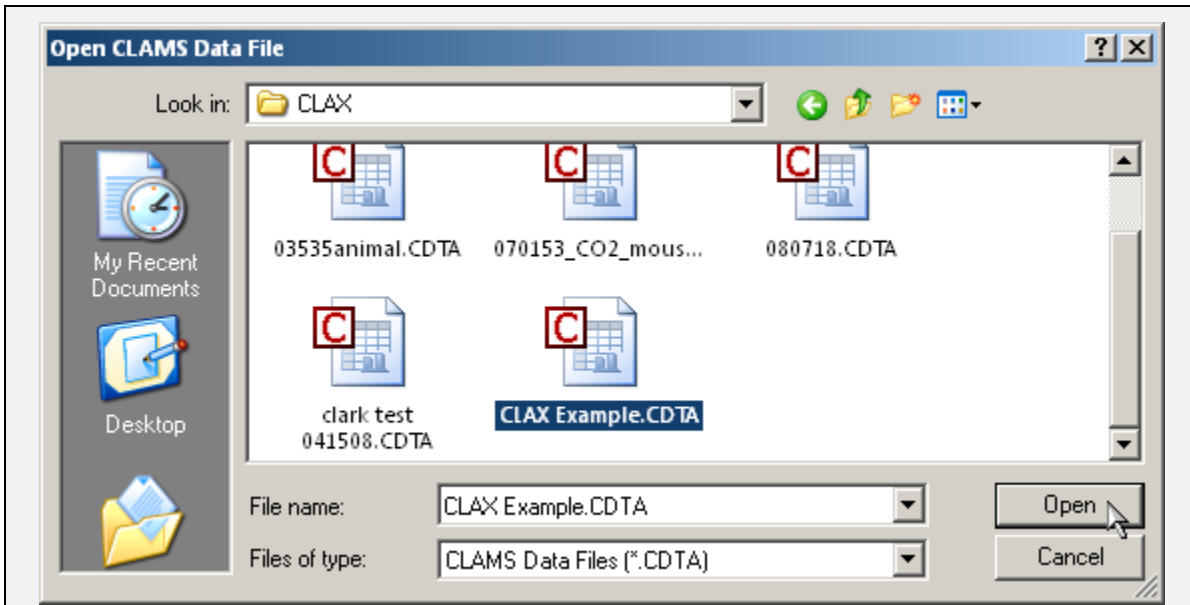 Open CLAMS Data File
Look in:
CLAX
My Recent
Documents
Desktop
C
C
C
03535animal.CDTA
070153_CO2_mous...
080718.CDTA
C
C
clark test
041508.CDTA
CLAX Example.CDTA
File name:
CLAX Example.CDTA
Open
Files of type:
CLAMS Data Files (*.CDTA)
Cancel